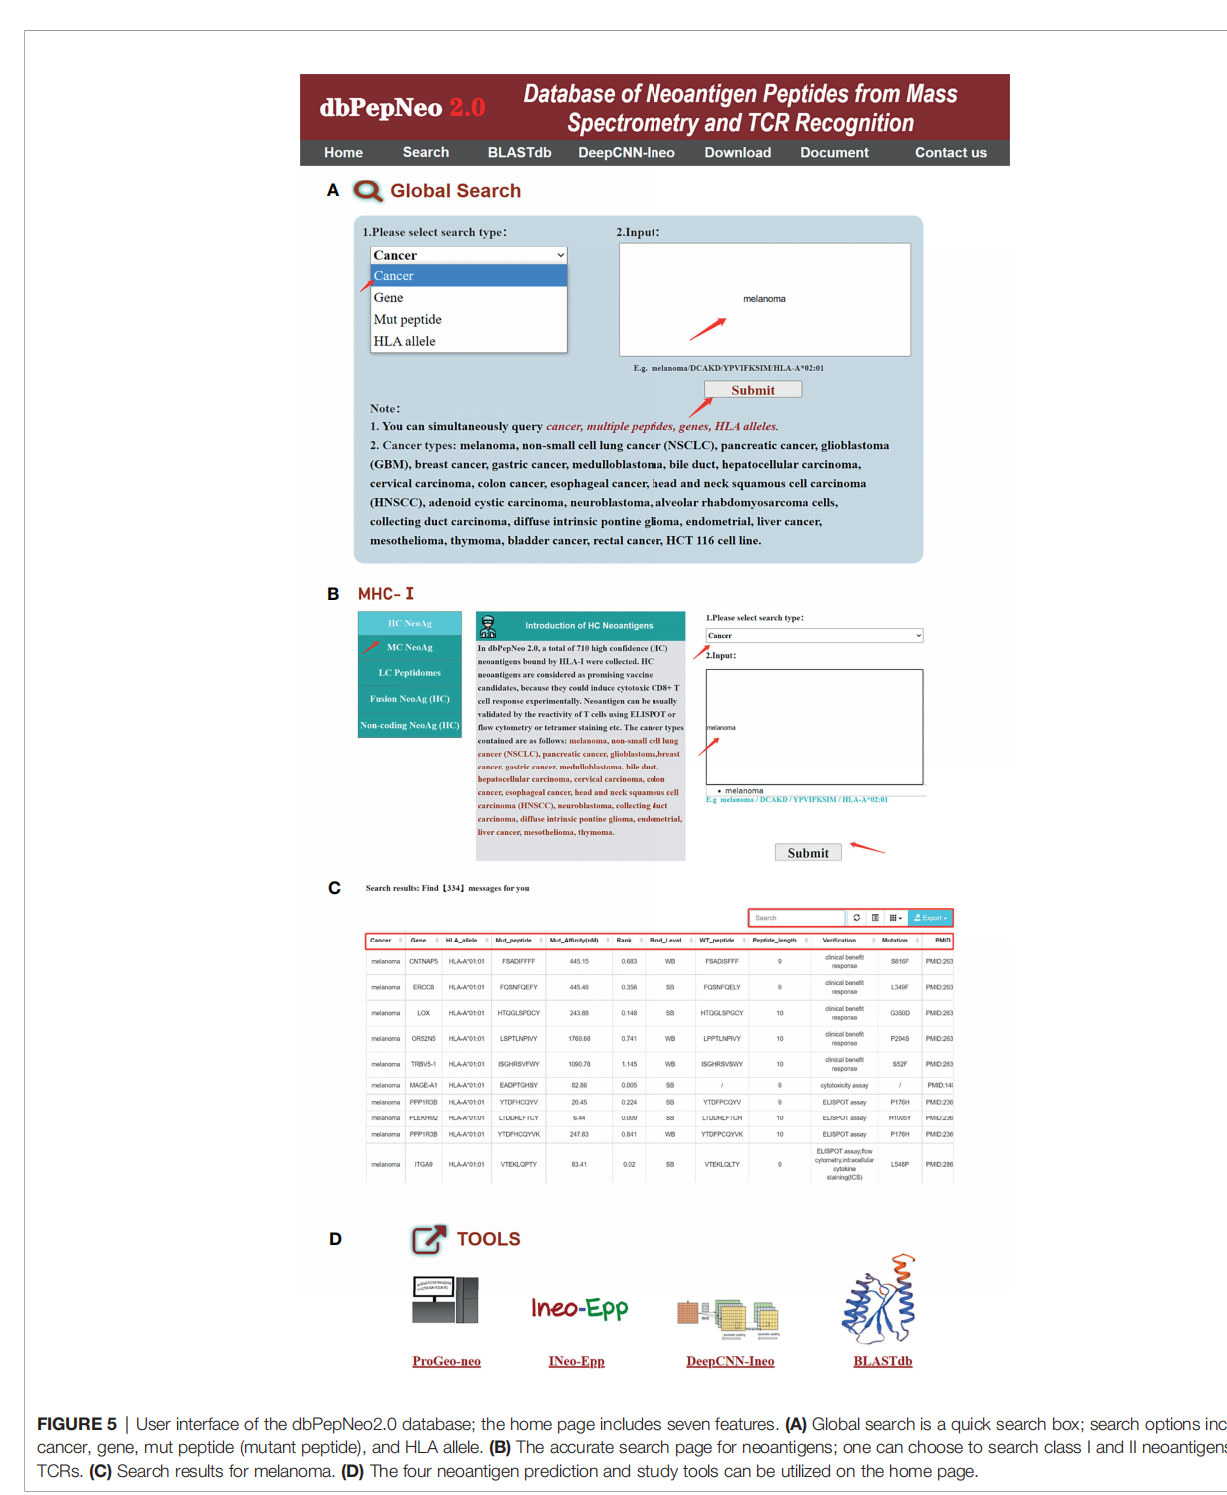 dbPepNeo 2.0
Database of Neoantigen Peptides from Mass
Spectrometry and TCR Recognition
Home Search BLASTdb DeepCNN-Ineo Download Document Contact us
A Global Search
1.Please select search type: 2.Input:
Cancer
Cancer
Gene
Mut peptide
HLA allele
melanoma
E.g. melanoma/DCAKD/YPVIFKSIM/HLA-A*02:01
Submit
Note:
1. You can simultaneously query cancer, multiple peptides, genes, HLA alleles.
2. Cancer types: melanoma, non-small cell lung cancer (NSCLC), pancreatic cancer, glioblastoma
(GBM), breast cancer, gastric cancer, medulloblastoma, bile duct, hepatocellular carcinoma,
cervical carcinoma, colon cancer, esophageal cancer, head and neck squamous cell carcinoma
(HNSCC), adenoid cystic carcinoma, neuroblastoma, alveolar rhabdomyosarcoma cells,
collecting duct carcinoma, diffuse intrinsic pontine glioma, endometrial, liver cancer,
mesothelioma, thymoma, bladder cancer, rectal cancer, HCT 116 cell line.
B MHC-I
HC NeoAg
MC NeoAg
LC Peptidomes
Fusion NeoAg (HC)
Non-coding NeoAg (HC)
Introduction of HC Neoantigens
In dbPepNeo 2.0, a total of 710 high confidence (HC)
neoantigens bound by HLA-I were collected. HC
neoantigens are considered as promising vaccine
candidates, because they could induce cytotoxic CD8+ T
cell response experimentally. Neoantigen can be usually
validated by the reactivity of T cells using ELISPOT or
flow cytometry or tetramer staining etc. The cancer types
contained are as follows: melanoma, non-small cell lung
cancer (NSCLC), pancreatic cancer, glioblastoma,breast
cancer, gastric cancer, medulloblastoma, bile duct,
hepatocellular carcinoma, cervical carcinoma, colon
cancer, esophageal cancer, head and neck squamous cell
carcinoma (HNSCC), neuroblastoma, collecting duct
carcinoma, diffuse intrinsic pontine glioma, endometrial,
liver cancer, mesothelioma, thymoma.
1.Please select search type:
Cancer
2.Input:
melanoma
• melanoma
E.g melanoma / DCAKD / YPVIFKSIM / HLA-A*02:01
Submit
C Search results: Find【334】messages for you
Search Export
Cancer Gene HLA_allele Mut_peptide Mut_Affinity(nM) Rank Bind_Level WT_peptide Peptide_length Verification Mutation PMID
melanoma CNTNAP5 HLA-A*01:01 FSADIFFFF 445.15 0.683 WB FSADISFFF 9 clinical benefit response S816F PMID:263
melanoma ERCC8 HLA-A*01:01 FQSNFQEFY 445.48 0.356 SB FQSNFQELY 9 clinical benefit response L349F PMID:263
melanoma LOX HLA-A*01:01 HTQGLSPDCY 243.88 0.148 SB HTQGLSPGCY 10 clinical benefit response G350D PMID:263
melanoma OR52N5 HLA-A*01:01 LSPTLNPIVY 1769.68 0.741 WB LPPTLNPIVY 10 clinical benefit response P294S PMID:263
melanoma TRBV5-1 HLA-A*01:01 ISGHRSVFWY 1090.78 1.145 WB ISGHRSVSWY 10 clinical benefit response S52F PMID:263
melanoma MAGE-A1 HLA-A*01:01 EADPTGHSY 82.86 0.005 SB / 9 cytotoxicity assay / PMID:14
melanoma PPP1R3B HLA-A*01:01 YTDFHCQYV 20.45 0.224 SB YTDFPCQYV 9 ELISPOT assay P176H PMID:236
melanoma PLEKHM2 HLA-A*01:01 LTDDRLFTCY 6.44 0.009 SB LTDDRLFTCH 10 ELISPOT assay H1005Y PMID:236
melanoma PPP1R3B HLA-A*01:01 YTDFHCQYVK 247.63 0.841 WB YTDFPCQYVK 10 ELISPOT assay P176H PMID:236
melanoma ITGA9 HLA-A*01:01 VTEKLQPTY 83.41 0.02 SB VTEKLQLTY 9 ELISPOT assay,flow cytometry,intracellular cytokine staining(ICS) L548P PMID:286
D TOOLS
Ineo-Epp
ProGeo-neo INeo-Epp DeepCNN-Ineo BLASTdb
FIGURE 5 | User interface of the dbPepNeo2.0 database; the home page includes seven features. (A) Global search is a quick search box; search options inc
cancer, gene, mut peptide (mutant peptide), and HLA allele. (B) The accurate search page for neoantigens; one can choose to search class I and II neoantigens
TCRs. (C) Search results for melanoma. (D) The four neoantigen prediction and study tools can be utilized on the home page.